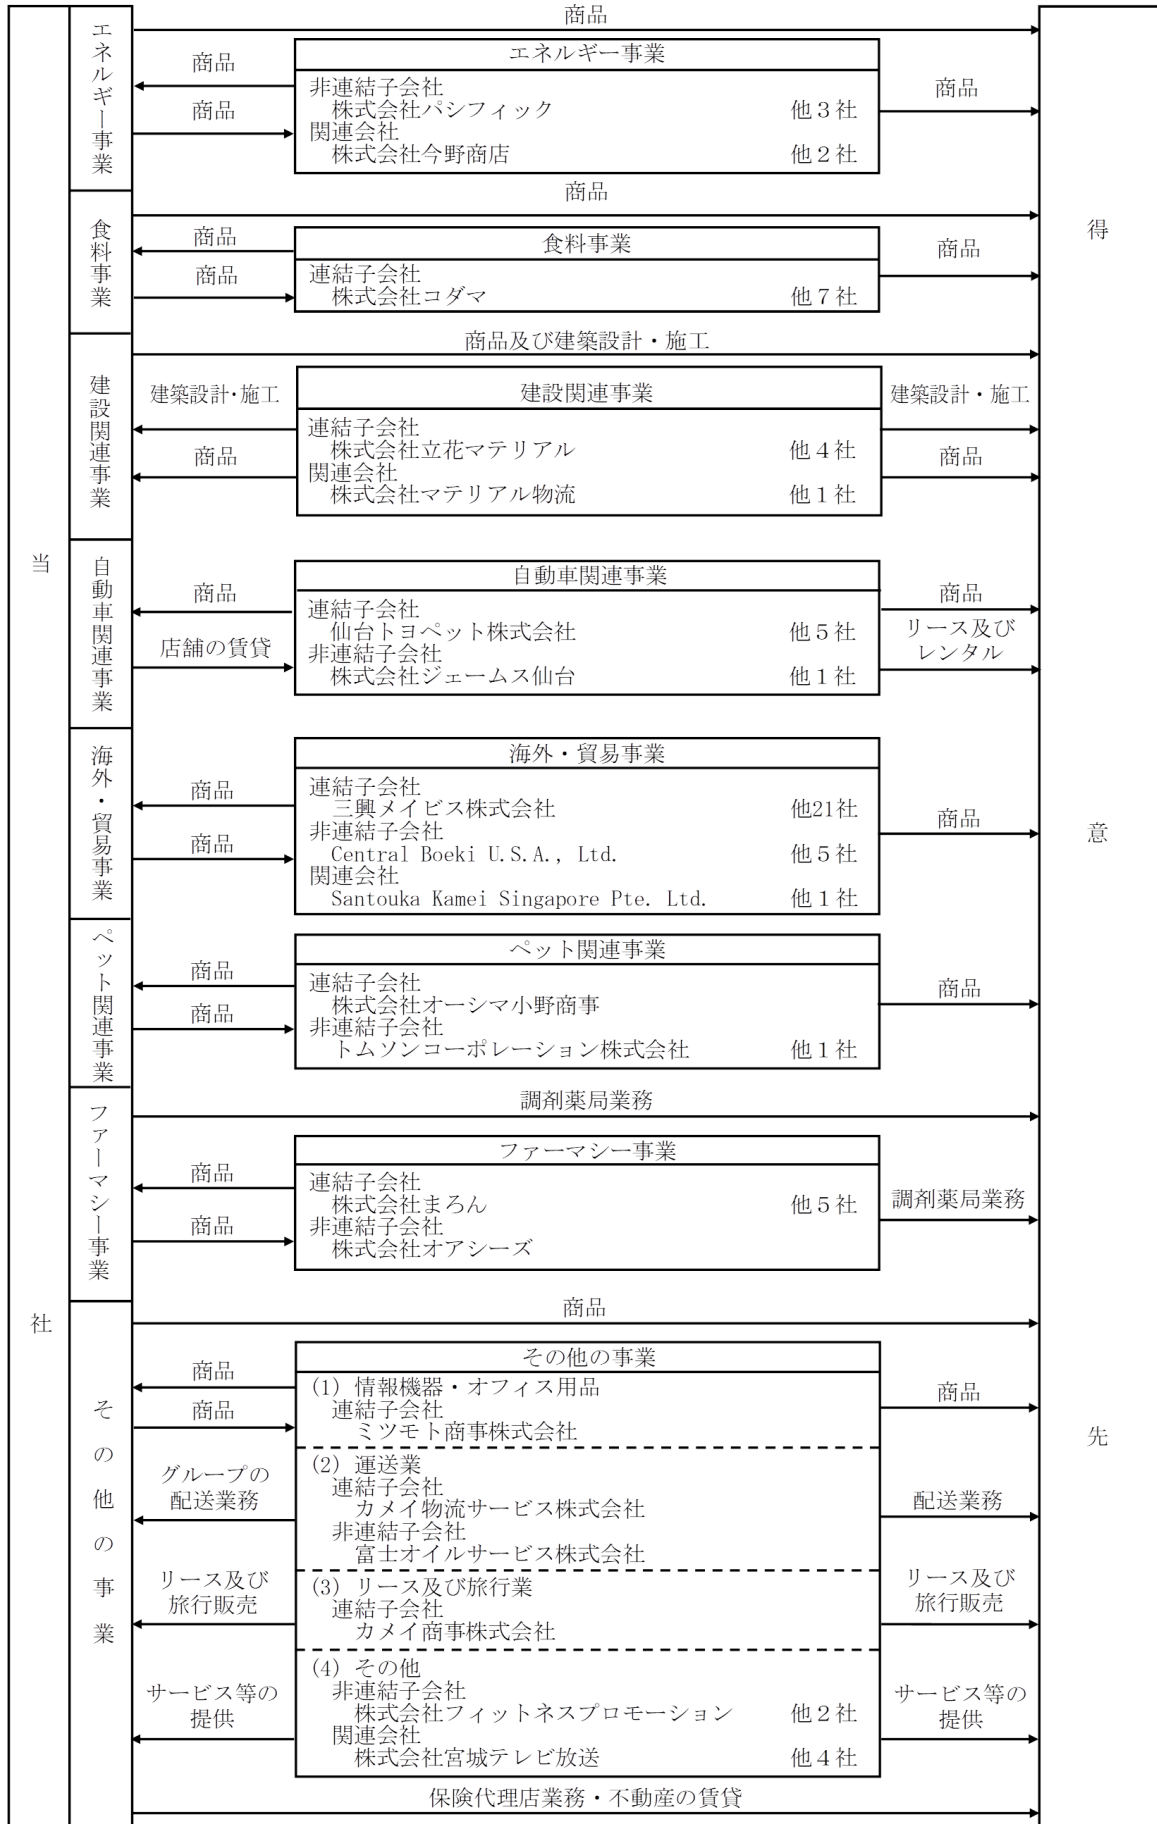 当社
得意先
エネルギー事業
商品
商品
商品
エネルギー事業
非連結子会社
株式会社パシフィック 他3社
関連会社
株式会社今野商店 他2社
商品
食料事業
商品
商品
商品
食料事業
連結子会社
株式会社コダマ 他7社
商品
建設関連事業
商品及び建築設計・施工
建築設計・施工
商品
建設関連事業
連結子会社
株式会社立花マテリアル 他4社
関連会社
株式会社マテリアル物流 他1社
建築設計・施工
商品
自動車関連事業
商品
店舗の賃貸
自動車関連事業
連結子会社
仙台トヨペット株式会社 他5社
非連結子会社
株式会社ジェームス仙台 他1社
商品
リース及び
レンタル
海外・貿易事業
商品
商品
海外・貿易事業
連結子会社
三興メイビス株式会社 他21社
非連結子会社
Central Boeki U.S.A., Ltd. 他5社
関連会社
Santouka Kamei Singapore Pte. Ltd. 他1社
商品
ペット関連事業
商品
商品
ペット関連事業
連結子会社
株式会社オーシマ小野商事
非連結子会社
トムソンコーポレーション株式会社 他1社
商品
ファーマシー事業
調剤薬局業務
商品
商品
ファーマシー事業
連結子会社
株式会社まろん 他5社
非連結子会社
株式会社オアシーズ
調剤薬局業務
その他の事業
商品
商品
商品
その他の事業
(1) 情報機器・オフィス用品
連結子会社
ミツモト商事株式会社
商品
グループの
配送業務
(2) 運送業
連結子会社
カメイ物流サービス株式会社
非連結子会社
富士オイルサービス株式会社
配送業務
リース及び
旅行販売
(3) リース及び旅行業
連結子会社
カメイ商事株式会社
リース及び
旅行販売
サービス等の
提供
(4) その他
非連結子会社
株式会社フィットネスプロモーション 他2社
関連会社
株式会社宮城テレビ放送 他4社
サービス等の
提供
保険代理店業務・不動産の賃貸